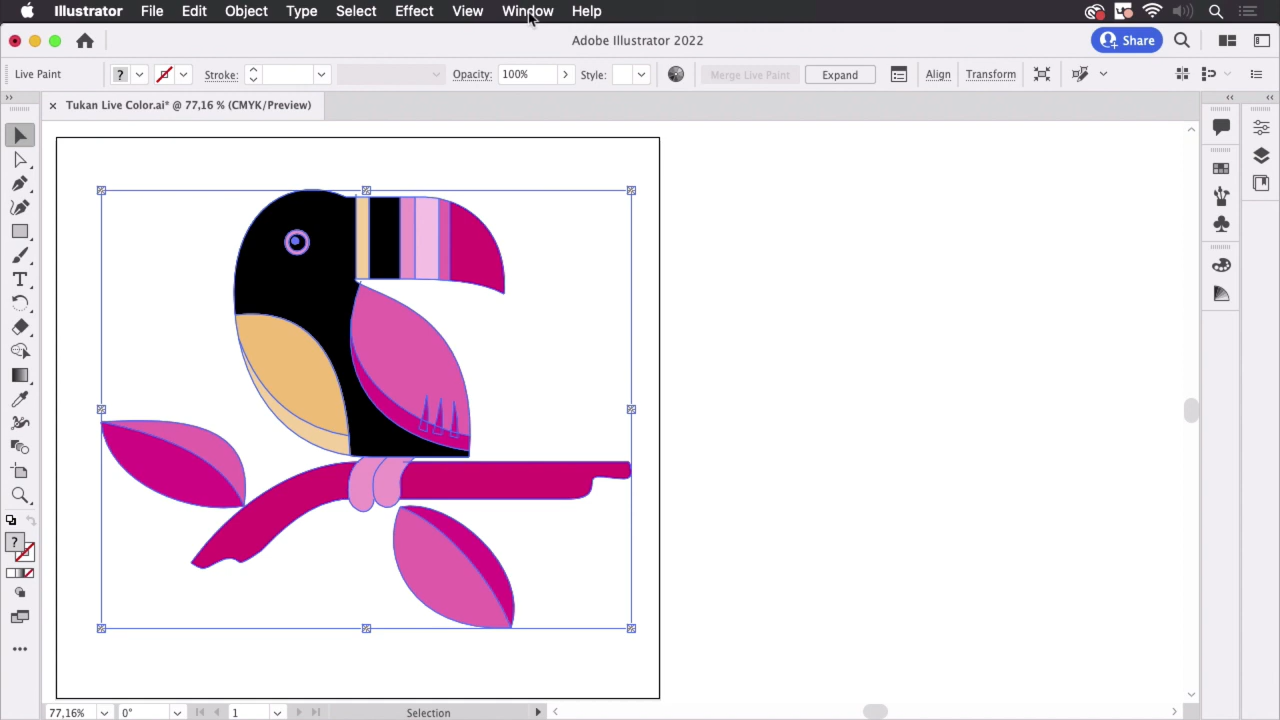 Illustrator File Edit Object Type Select Effect View Window Help
Adobe Illustrator 2022
Share
Live Paint ? Stroke: Opacity: 100% Style: Merge Live Paint Expand Align Transform
Tukan Live Color.ai* @ 77,16 % (CMYK/Preview)
?
77,16% 0° 1 Selection